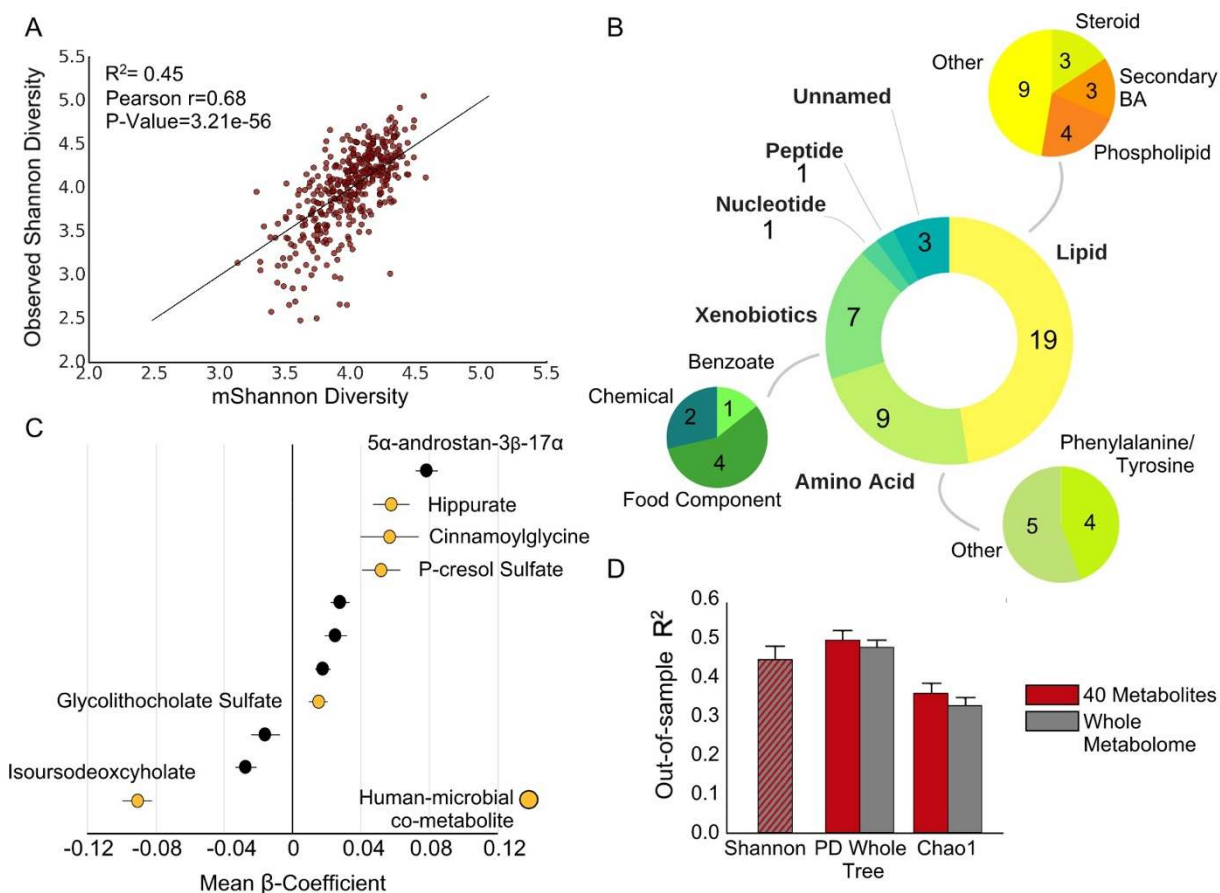 A
R²= 0.45
Pearson r=0.68
P-Value=3.21e-56
5.5
5.0
4.5
4.0
3.5
3.0
2.5
2.0
Observed Shannon Diversity
2.0
2.5
3.0
3.5
4.0
4.5
5.0
5.5
mShannon Diversity
B
Steroid
3
Secondary
BA
3
Phospholipid
4
Other
9
Unnamed
3
Peptide
1
Nucleotide
1
Lipid
19
Xenobiotics
7
Benzoate
1
Chemical
2
4
Food Component
Amino Acid
9
Phenylalanine/
Tyrosine
4
5
Other
C
5α-androstan-3β-17α
Hippurate
Cinnamoylglycine
P-cresol Sulfate
Glycolithocholate Sulfate
Isoursodeoxcyholate
Human-microbial
co-metabolite
-0.12
-0.08
-0.04
0
0.04
0.08
0.12
Mean β-Coefficient
D
0.6
0.5
0.4
0.3
0.2
0.1
0.0
Out-of-sample R²
Shannon
PD Whole
Tree
Chao1
40 Metabolites
Whole
Metabolome